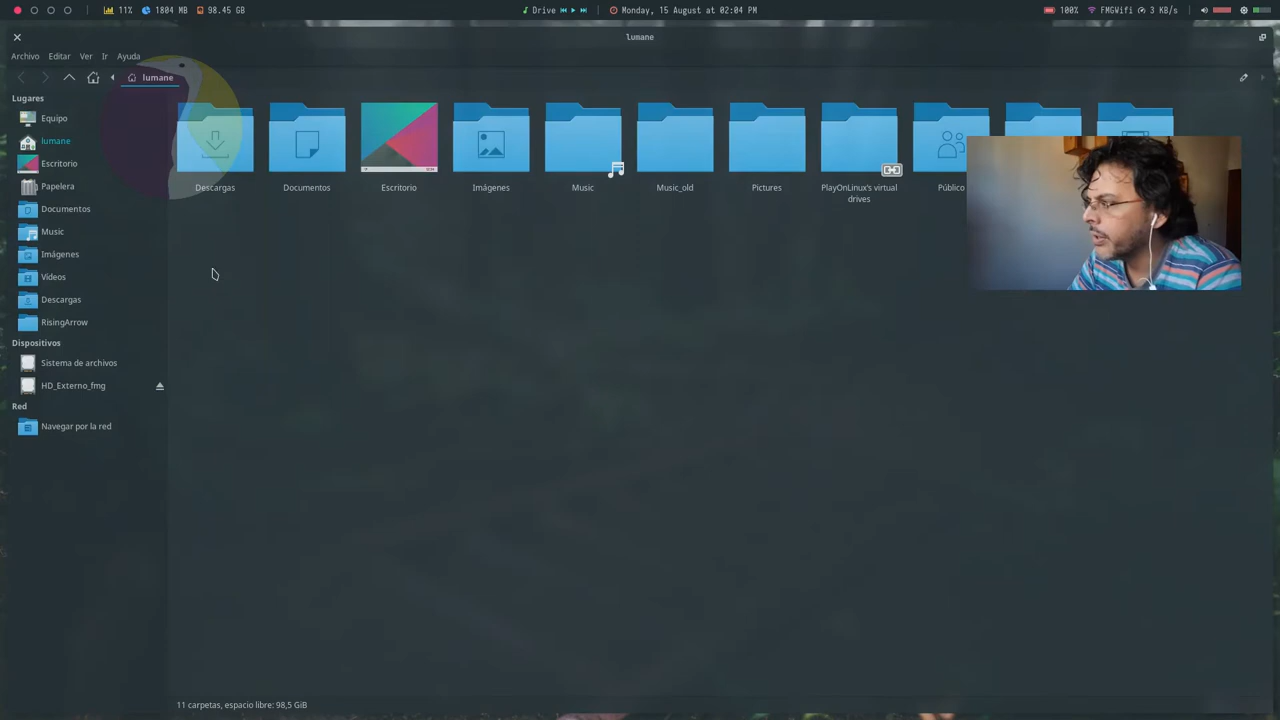 11% 1804 MB 98.45 GB
Drive Monday, 15 August at 02:04 PM
100% FMGWifi 3 KB/s
lumane
Archivo Editar Ver Ir Ayuda
lumane
Lugares
Equipo
lumane
Escritorio
Papelera
Documentos
Music
Imágenes
Vídeos
Descargas
RisingArrow
Dispositivos
Sistema de archivos
HD_Externo_fmg
Red
Navegar por la red
Descargas
Documentos
Escritorio
Imágenes
Music
Music_old
Pictures
PlayOnLinux's virtual
drives
Público
11 carpetas, espacio libre: 98,5 GiB